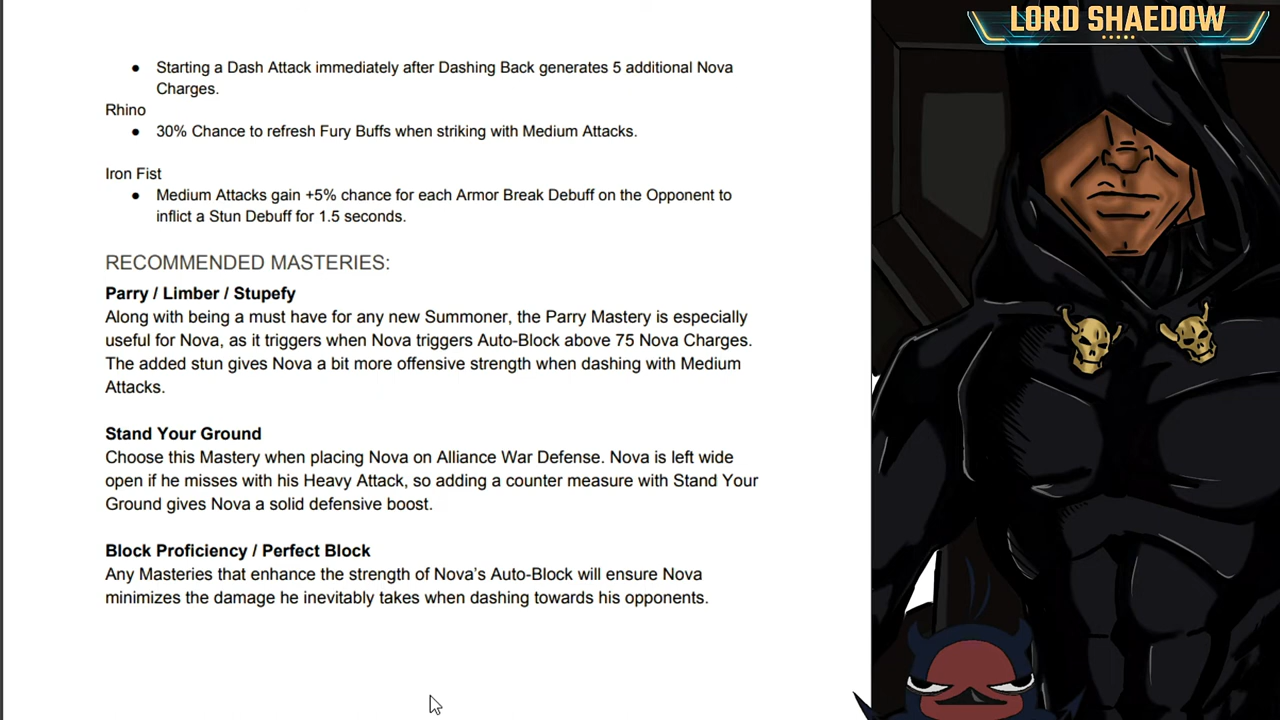 LORD SHAEDOW
● Starting a Dash Attack immediately after Dashing Back generates 5 additional Nova
Charges.
Rhino
● 30% Chance to refresh Fury Buffs when striking with Medium Attacks.
Iron Fist
● Medium Attacks gain +5% chance for each Armor Break Debuff on the Opponent to
inflict a Stun Debuff for 1.5 seconds.
RECOMMENDED MASTERIES:
Parry / Limber / Stupefy
Along with being a must have for any new Summoner, the Parry Mastery is especially
useful for Nova, as it triggers when Nova triggers Auto-Block above 75 Nova Charges.
The added stun gives Nova a bit more offensive strength when dashing with Medium
Attacks.
Stand Your Ground
Choose this Mastery when placing Nova on Alliance War Defense. Nova is left wide
open if he misses with his Heavy Attack, so adding a counter measure with Stand Your
Ground gives Nova a solid defensive boost.
Block Proficiency / Perfect Block
Any Masteries that enhance the strength of Nova's Auto-Block will ensure Nova
minimizes the damage he inevitably takes when dashing towards his opponents.